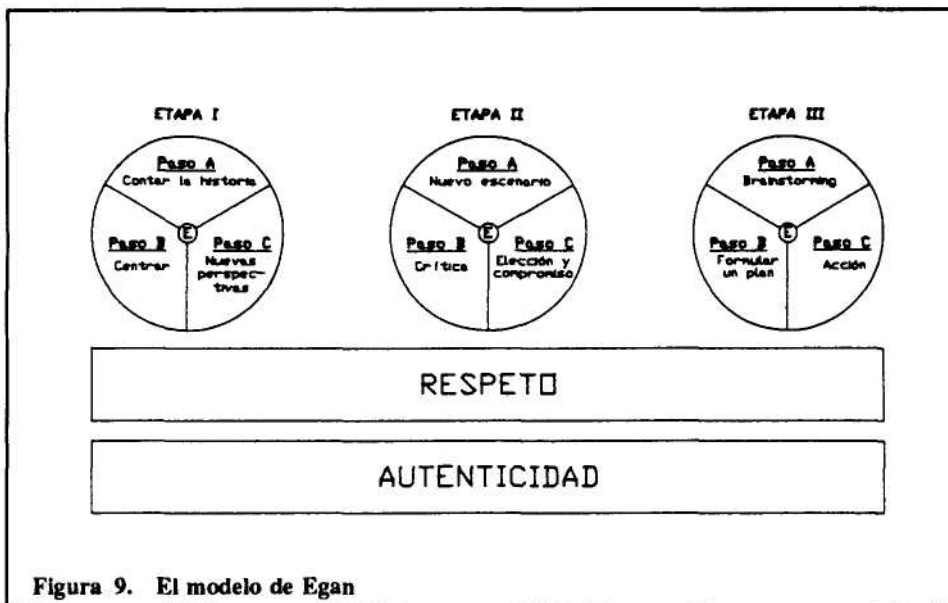 ETAPA I
Paso A
Contar la historia
Paso B
Centrar
E
Paso C
Nuevas
perspec-
tivas
ETAPA II
Paso A
Nuevo escenario
Paso B
Crítica
E
Paso C
Elección y
compromiso
ETAPA III
Paso A
Brainstorming
Paso B
Formular
un plan
E
Paso C
Acción
RESPETO
AUTENTICIDAD
Figura 9. El modelo de Egan